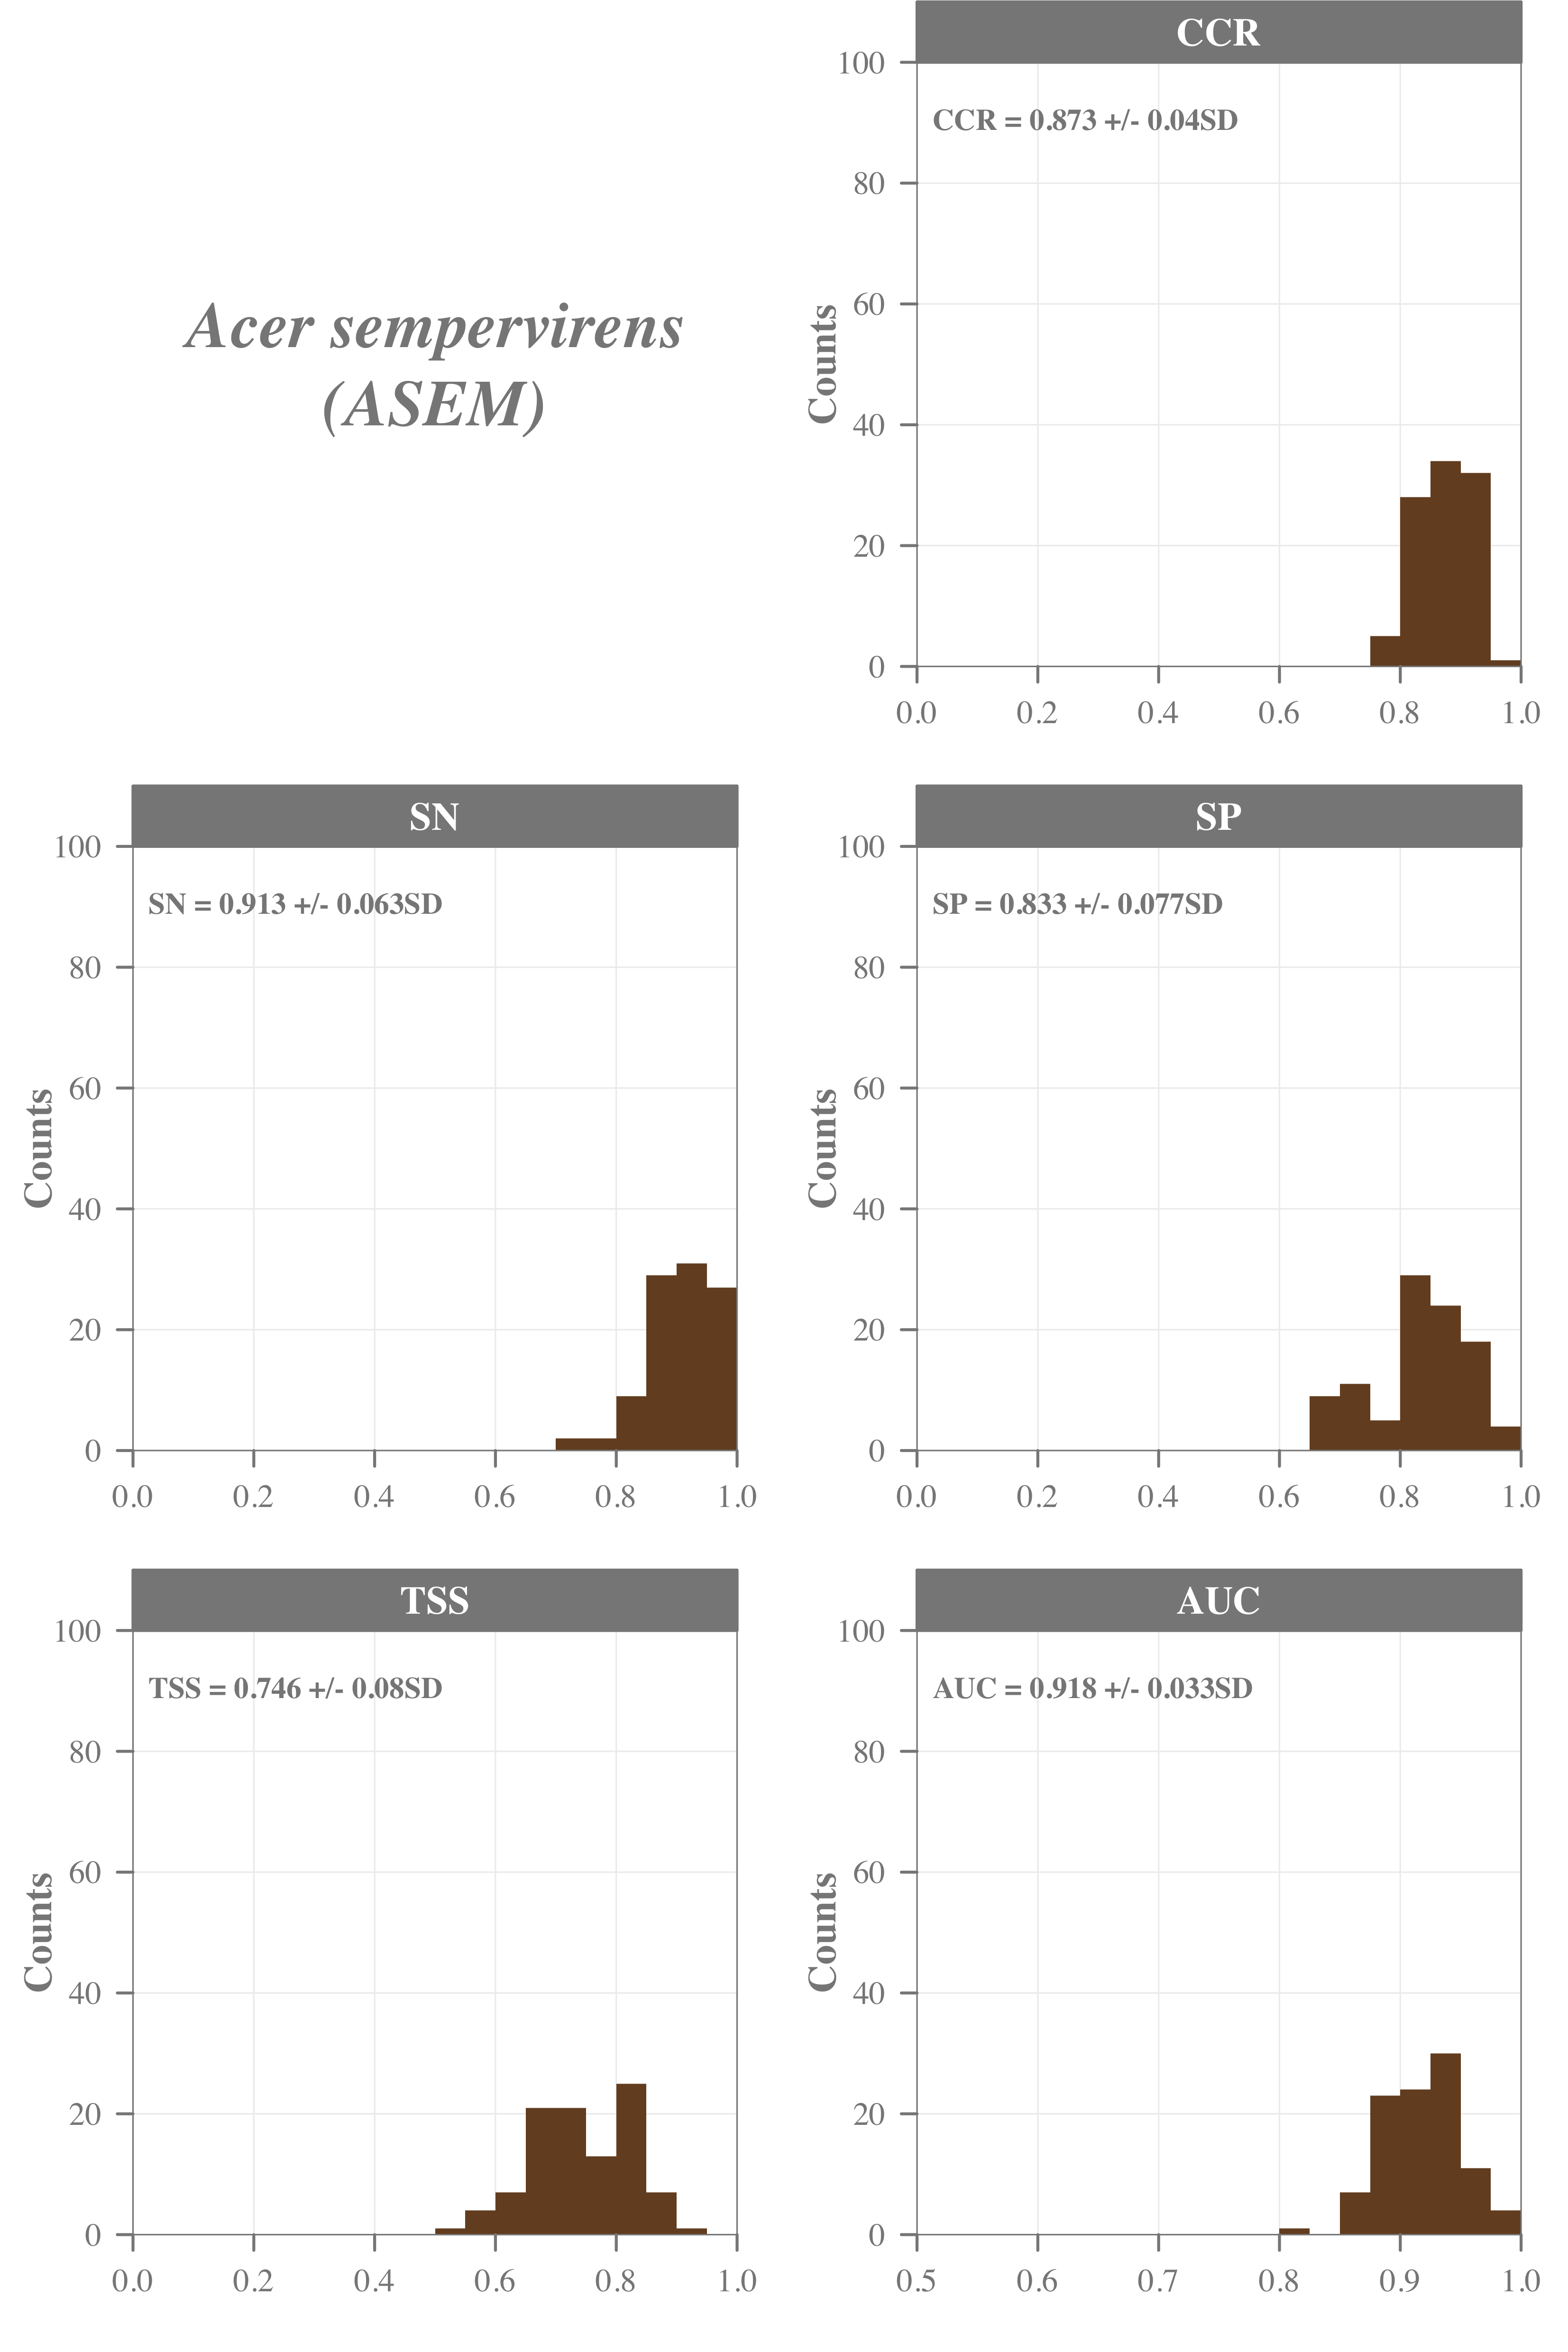 Acer sempervirens
(ASEM)
CCR
CCR = 0.873 +/- 0.04SD
Counts
100
80
60
40
20
0
0.0 0.2 0.4 0.6 0.8 1.0
SN
SN = 0.913 +/- 0.063SD
Counts
100
80
60
40
20
0
0.0 0.2 0.4 0.6 0.8 1.0
SP
SP = 0.833 +/- 0.077SD
Counts
100
80
60
40
20
0
0.0 0.2 0.4 0.6 0.8 1.0
TSS
TSS = 0.746 +/- 0.08SD
Counts
100
80
60
40
20
0
0.0 0.2 0.4 0.6 0.8 1.0
AUC
AUC = 0.918 +/- 0.033SD
Counts
100
80
60
40
20
0
0.5 0.6 0.7 0.8 0.9 1.0